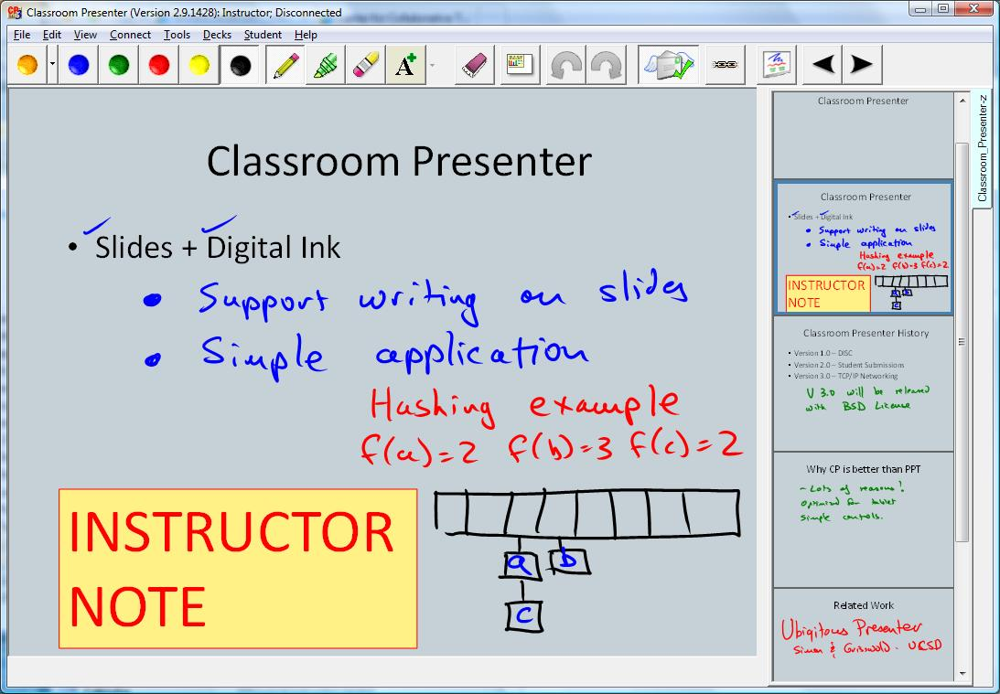 Classroom Presenter (Version 2.9.1428): Instructor; Disconnected
File Edit View Connect Tools Decks Student Help
A
Classroom Presenter
• Slides + Digital Ink
• Support writing on slides
• Simple application
Hashing example
f(a)=2 f(b)=3 f(c)=2
INSTRUCTOR
NOTE
a b
c
Classroom Presenter
Classroom Presenter
• Slides + Digital Ink
• Support writing on slides
• Simple application
Hashing example
f(a)=2 f(b)=3 f(c)=2
INSTRUCTOR
NOTE
a b
c
Classroom Presenter History
• Version 1.0 – DISC
• Version 2.0 – Student Submissions
• Version 3.0 – TCP/IP Networking
V 3.0 will be released
with BSD License
Why CP is better than PPT
- Lots of reasons!
Optimized for tablet
Simple controls.
Related Work
Ubiqitous Presenter
Simon & Griswold - UCSD
Classroom_Presenter-z